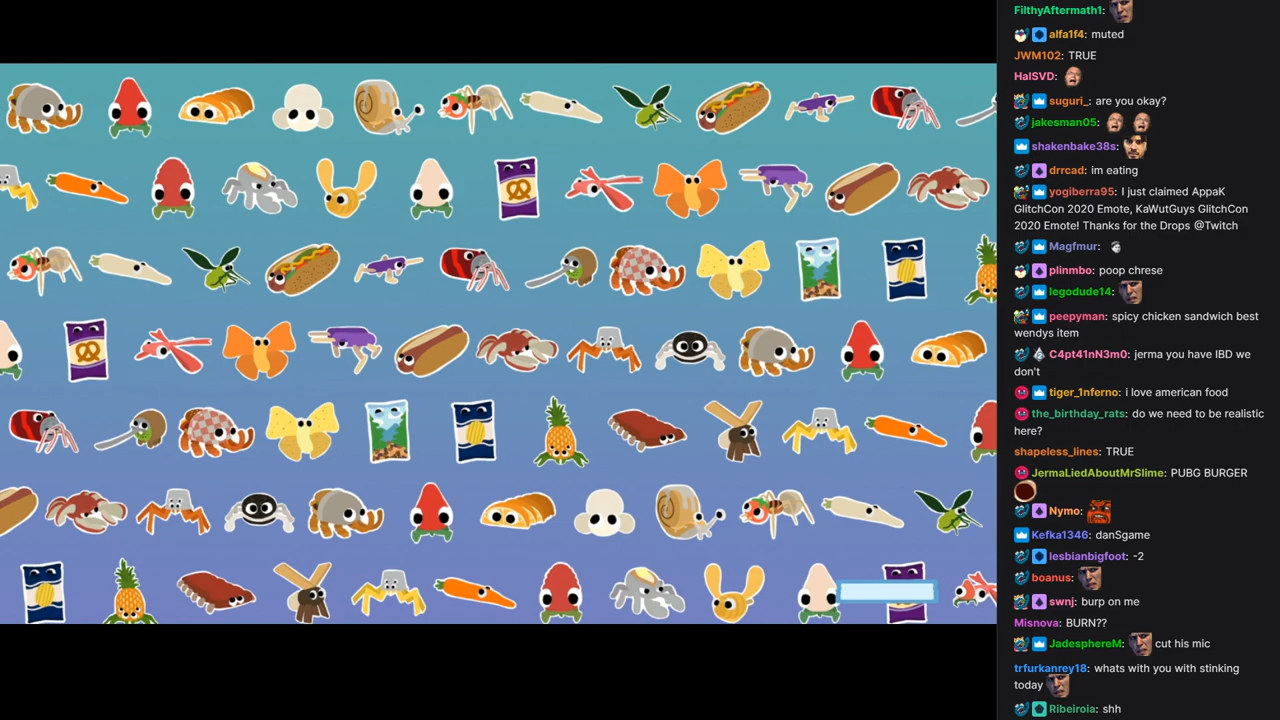 FilthyAftermath1:
alfa1f4: muted
JWM102: TRUE
HalSVD:
suguri_: are you okay?
jakesman05:
shakenbake38s:
drrcad: im eating
yogiberra95: I just claimed AppaK
GlitchCon 2020 Emote, KaWutGuys GlitchCon
2020 Emote! Thanks for the Drops @Twitch
Magfmur:
plinmbo: poop chrese
legodude14:
peepyman: spicy chicken sandwich best
wendys item
C4pt41nN3m0: jerma you have IBD we
don't
tiger_1nferno: i love american food
the_birthday_rats: do we need to be realistic
here?
shapeless_lines: TRUE
JermaLiedAboutMrSlime: PUBG BURGER
Nymo:
Kefka1346: danSgame
lesbianbigfoot: -2
boanus:
swnj: burp on me
Misnova: BURN??
JadesphereM: cut his mic
trfurkanrey18: whats with you with stinking
today
Ribeiroia: shh